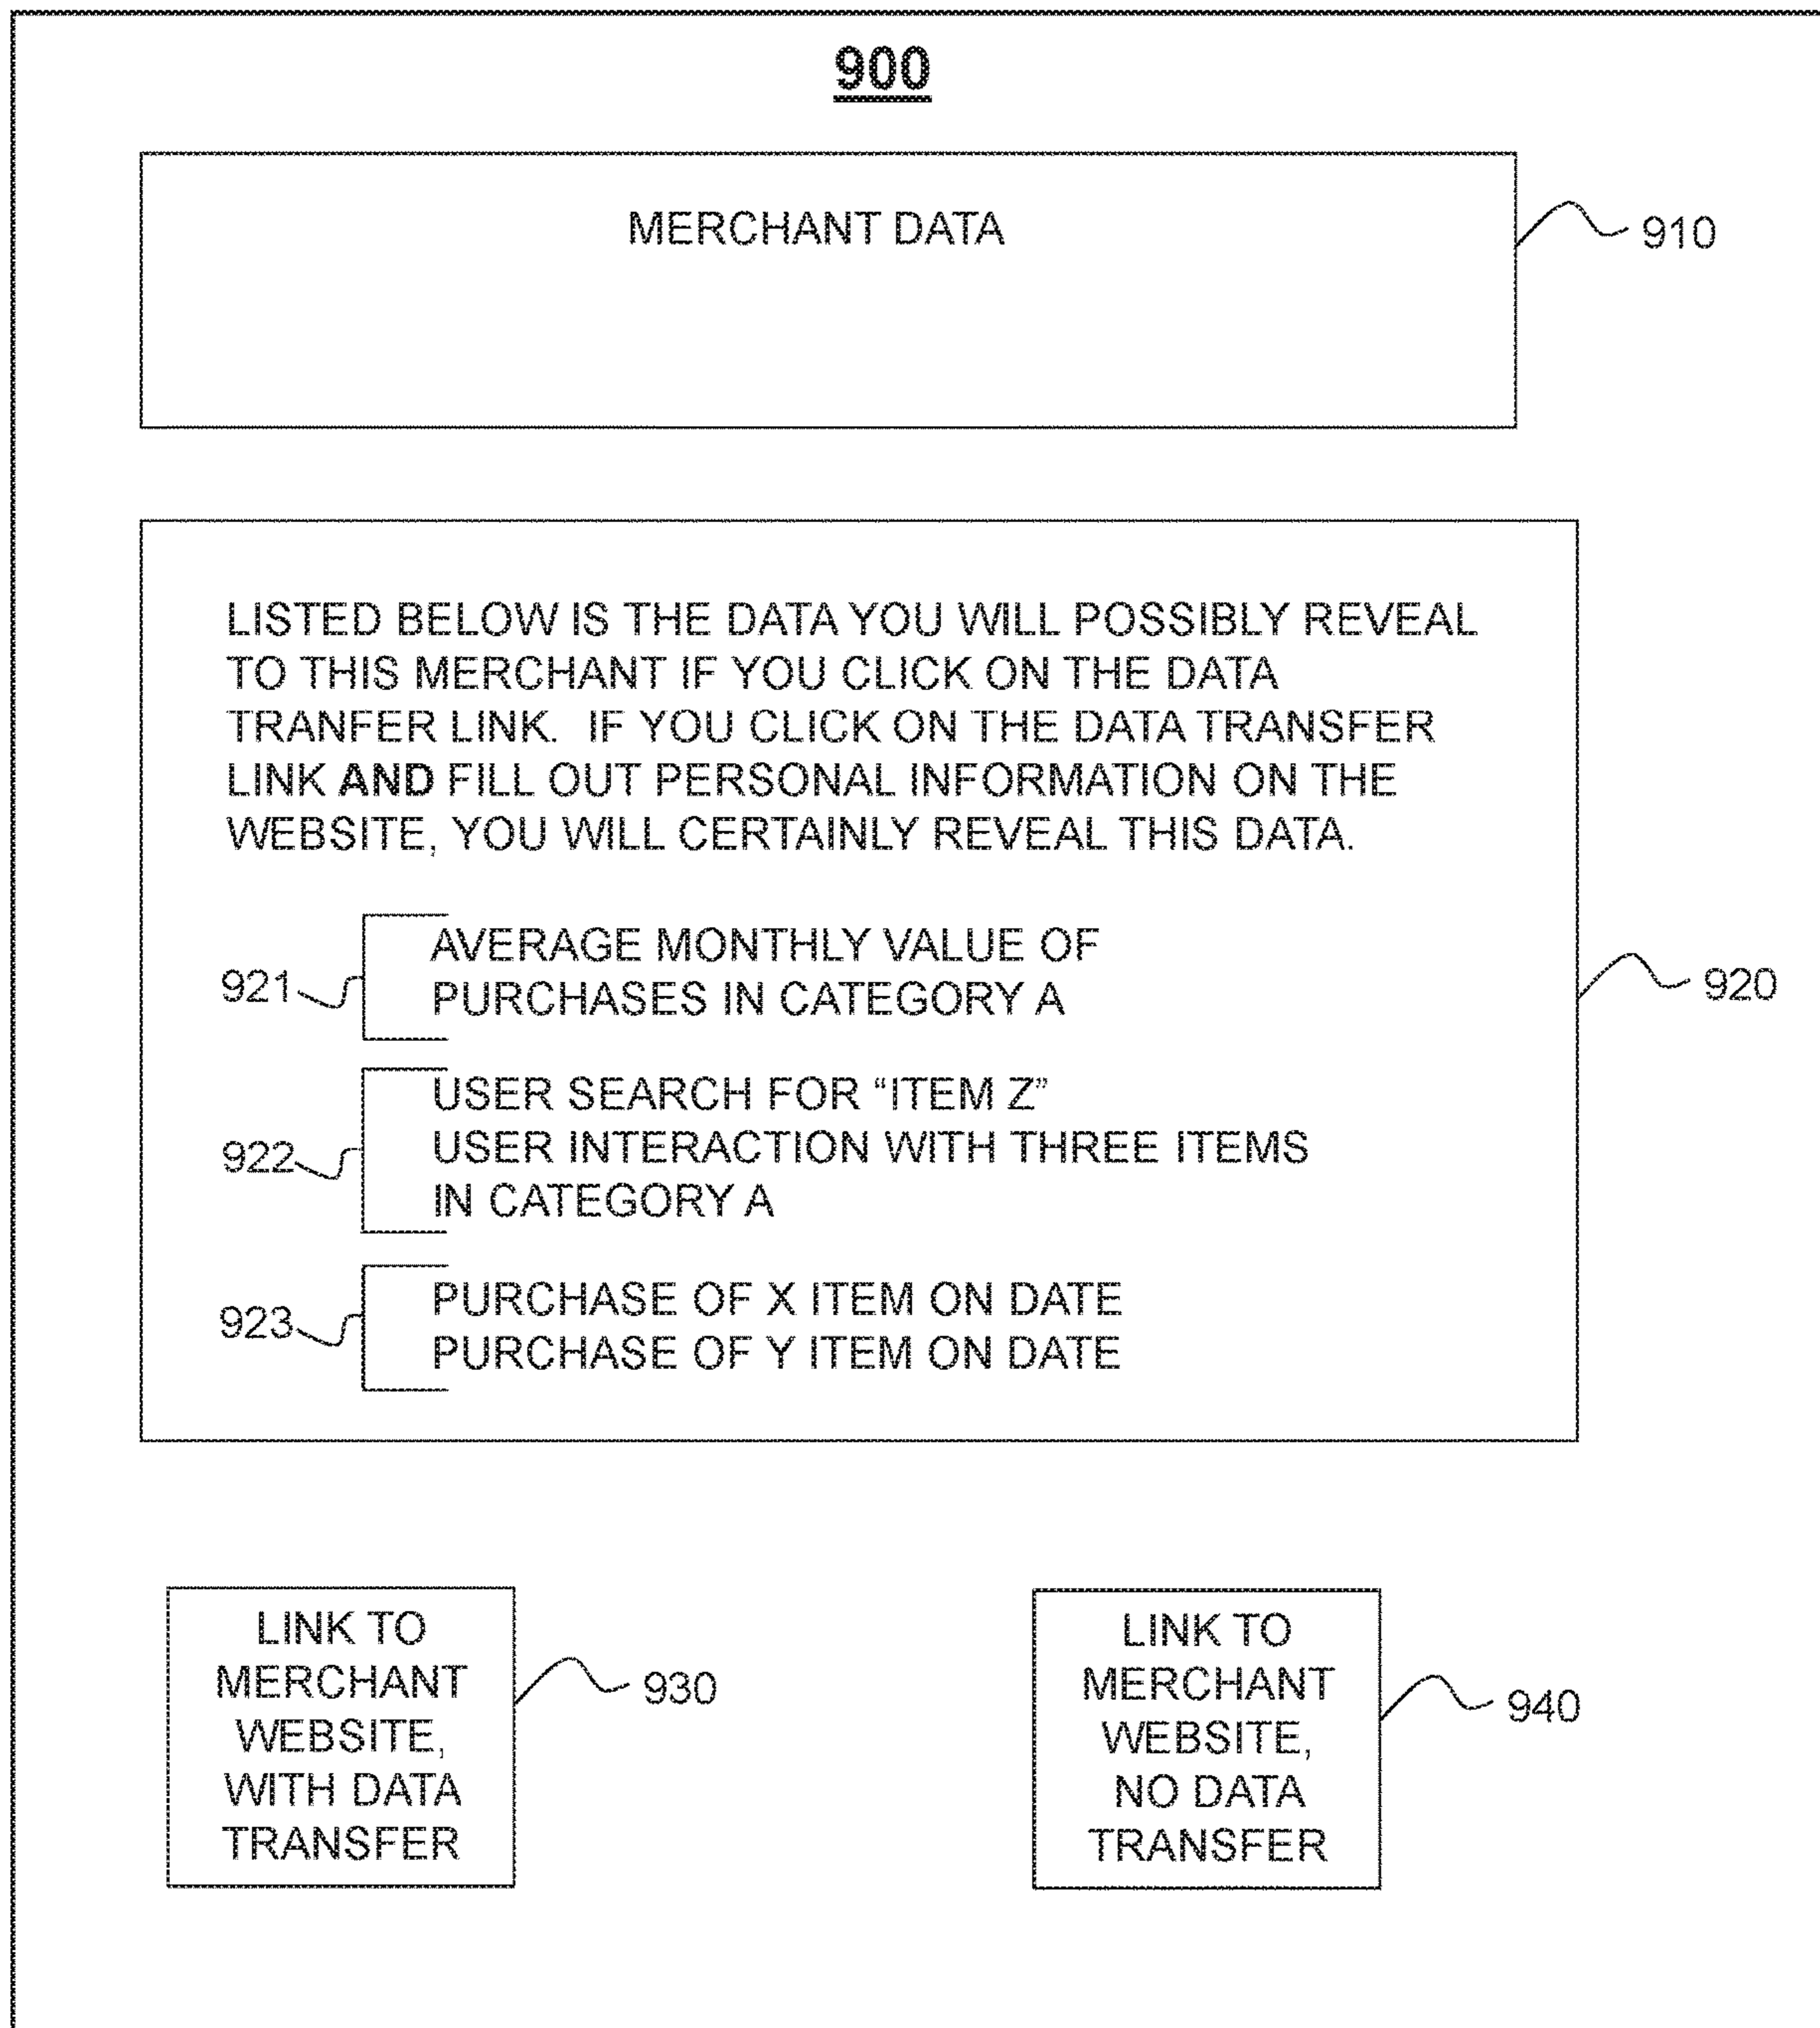 900
MERCHANT DATA
910
LISTED BELOW IS THE DATA YOU WILL POSSIBLY REVEAL
TO THIS MERCHANT IF YOU CLICK ON THE DATA
TRANFER LINK.  IF YOU CLICK ON THE DATA TRANSFER
LINK AND FILL OUT PERSONAL INFORMATION ON THE
WEBSITE, YOU WILL CERTAINLY REVEAL THIS DATA.
920
921
AVERAGE MONTHLY VALUE OF
PURCHASES IN CATEGORY A
922
USER SEARCH FOR “ITEM Z”
USER INTERACTION WITH THREE ITEMS
IN CATEGORY A
923
PURCHASE OF X ITEM ON DATE
PURCHASE OF Y ITEM ON DATE
LINK TO
MERCHANT
WEBSITE,
WITH DATA
TRANSFER
930
LINK TO
MERCHANT
WEBSITE,
NO DATA
TRANSFER
940